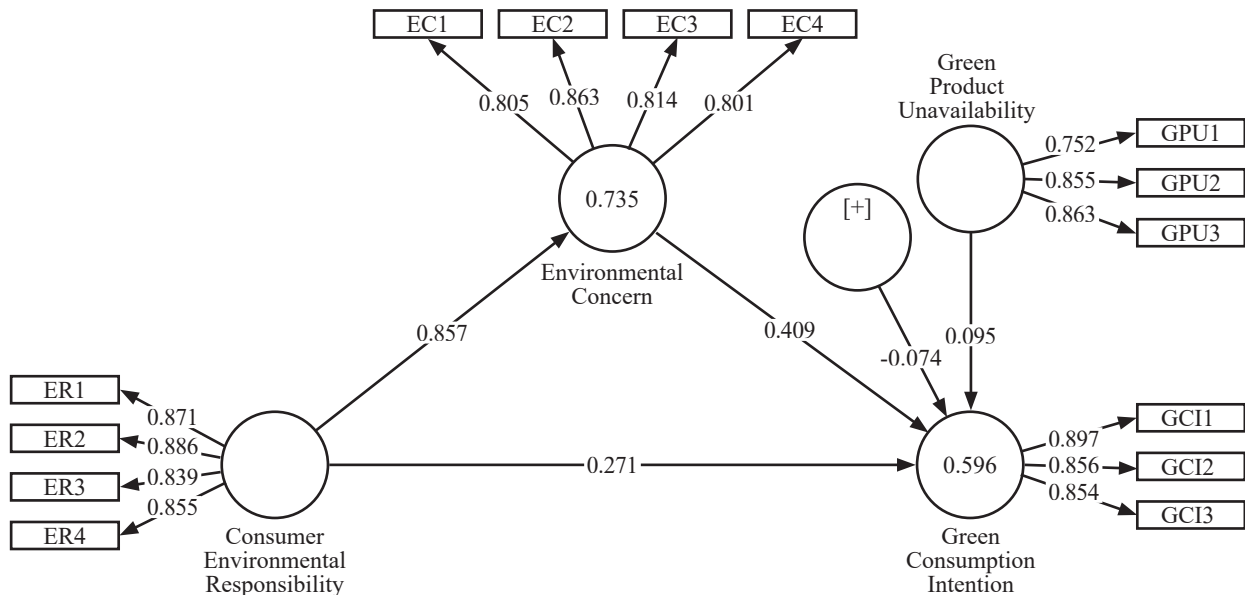 EC1
EC2
EC3
EC4
0.805
0.863
0.814
0.801
0.735
Environmental
Concern
Green
Product
Unavailability
0.752
0.855
0.863
GPU1
GPU2
GPU3
[+]
0.857
0.409
-0.074
0.095
0.271
ER1
ER2
ER3
ER4
0.871
0.886
0.839
0.855
Consumer
Environmental
Responsibility
0.596
0.897
0.856
0.854
GCI1
GCI2
GCI3
Green
Consumption
Intention